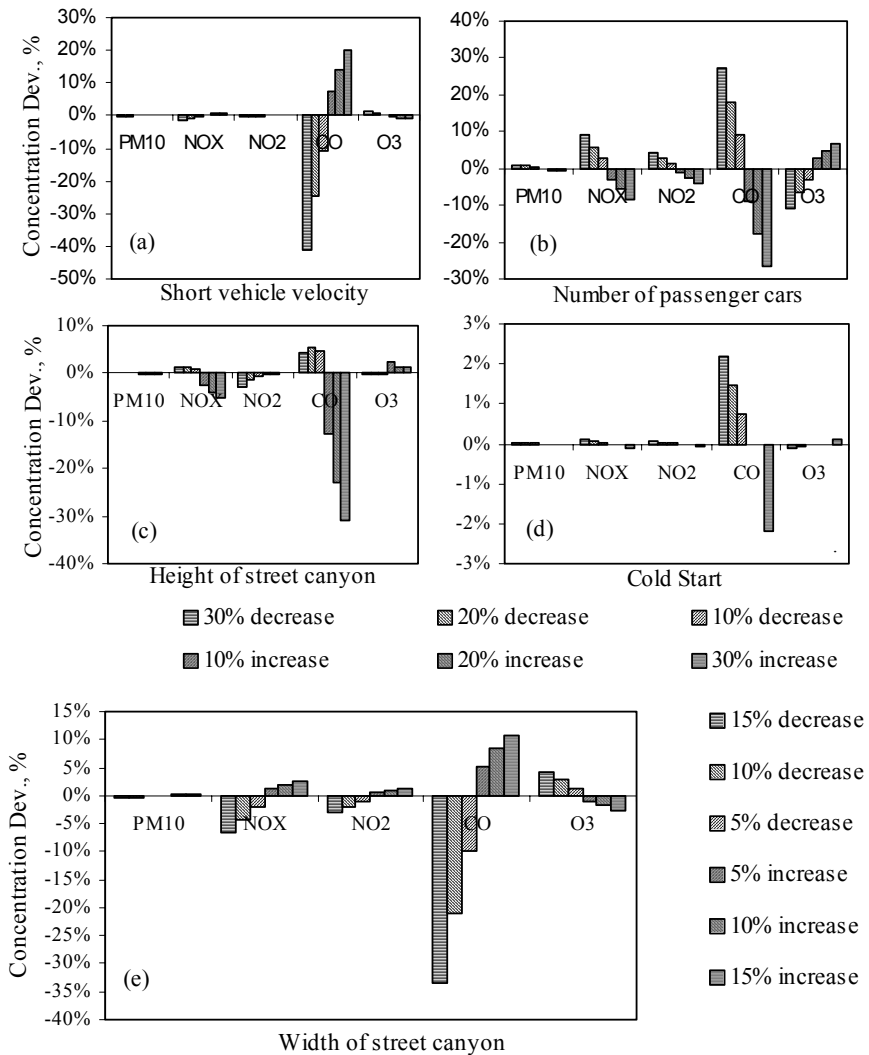 30%
20%
10%
0%
-10%
-20%
-30%
-40%
-50%
Concentration Dev., %
PM10 NOX NO2 CO O3
(a)
Short vehicle velocity
40%
30%
20%
10%
0%
-10%
-20%
-30%
PM10 NOX NO2 CO O3
(b)
Number of passenger cars
10%
0%
-10%
-20%
-30%
-40%
Concentration Dev., %
PM10 NOX NO2 CO O3
(c)
Height of street canyon
3%
2%
1%
0%
-1%
-2%
-3%
PM10 NOX NO2 CO O3
(d)
Cold Start
30% decrease 20% decrease 10% decrease
10% increase 20% increase 30% increase
15%
10%
5%
0%
-5%
-10%
-15%
-20%
-25%
-30%
-35%
-40%
Concentration Dev., %
PM10 NOX NO2 CO O3
(e)
Width of street canyon
15% decrease
10% decrease
5% decrease
5% increase
10% increase
15% increase